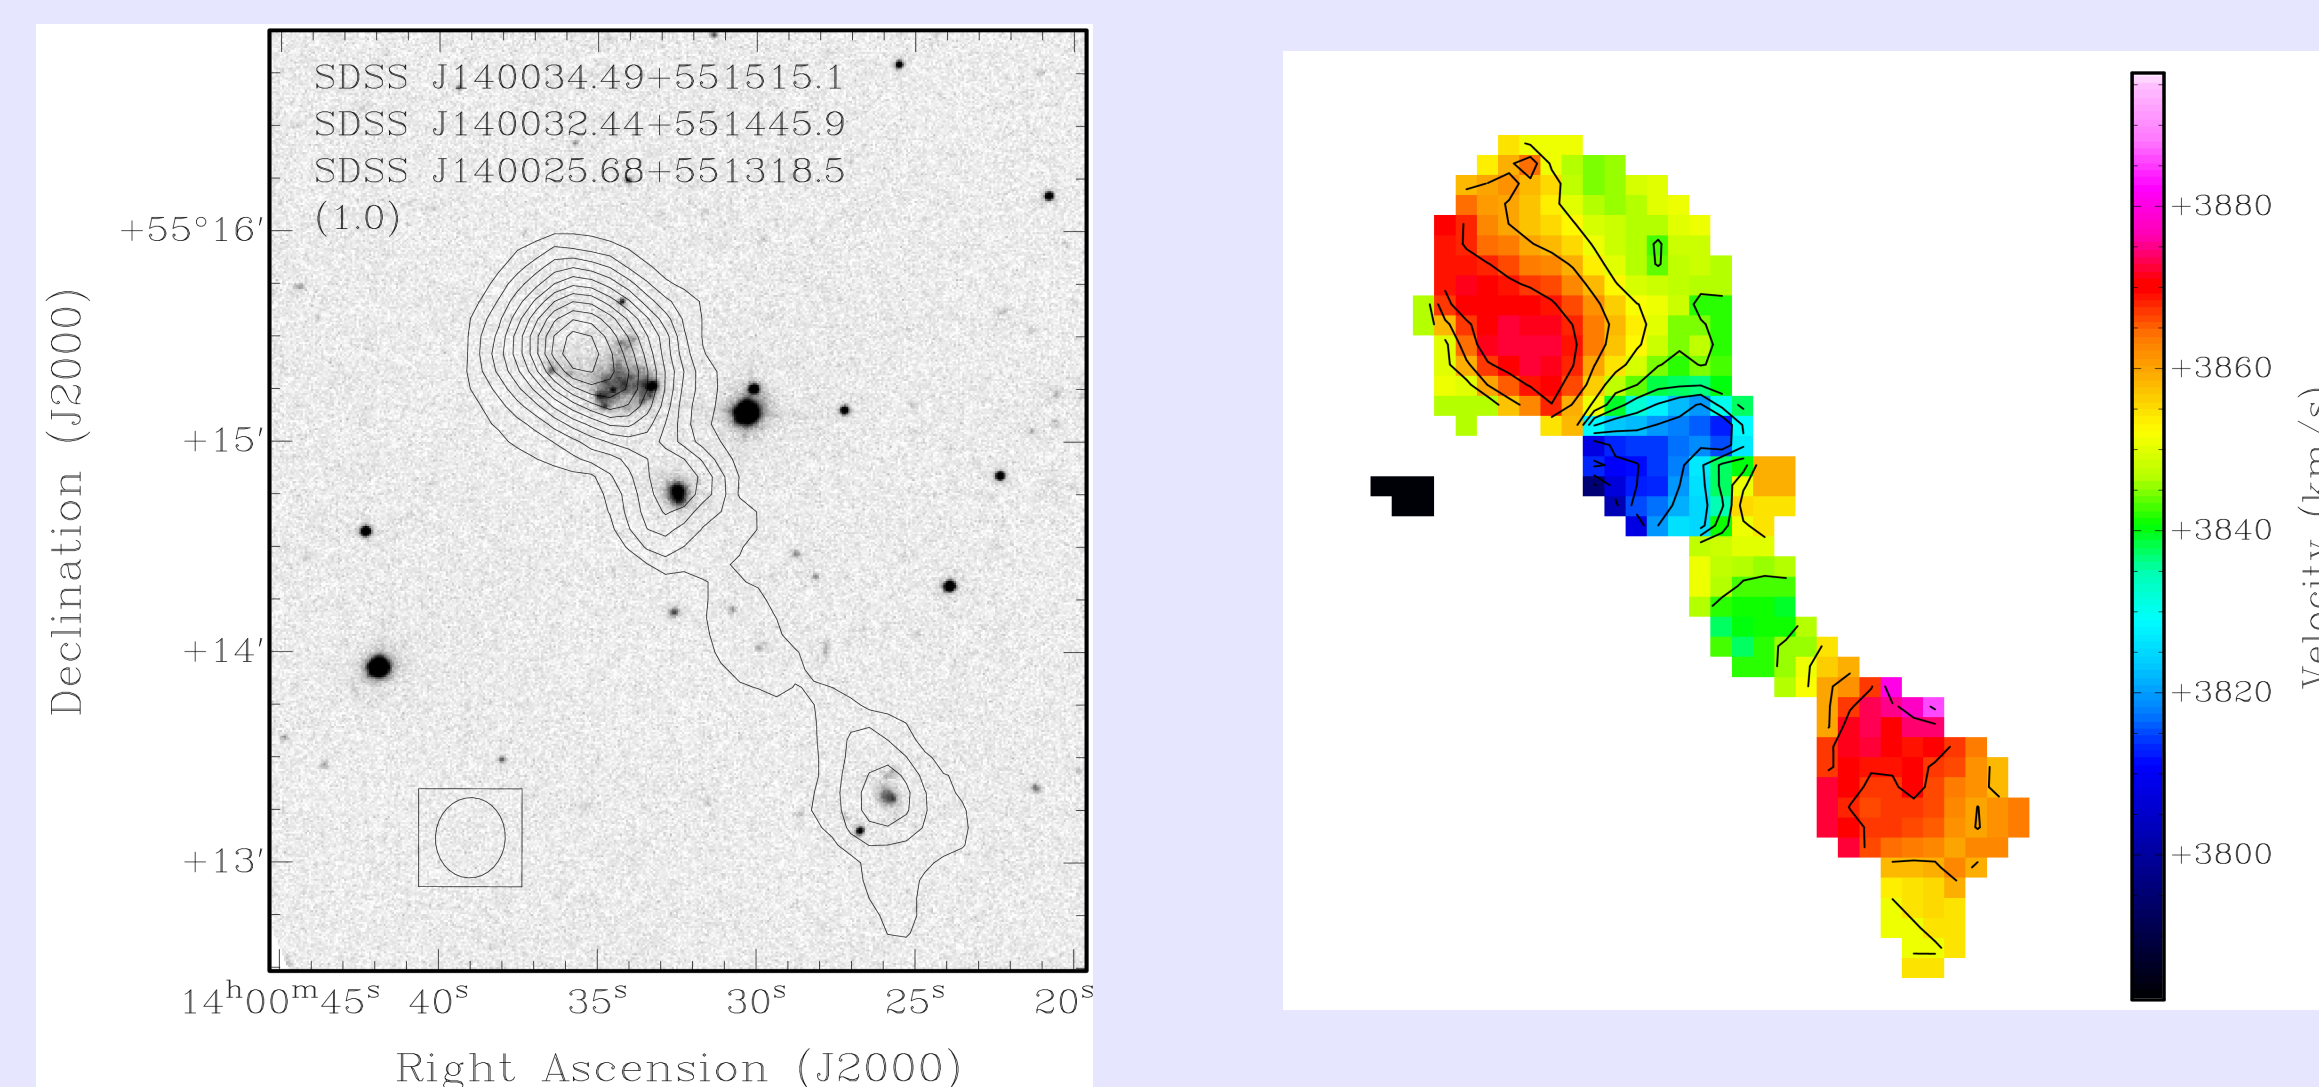 SDSS J140034.49+551515.1
SDSS J140032.44+551445.9
SDSS J140025.68+551318.5
(1.0)
+55°16′
+15′
+14′
+13′
Declination (J2000)
14ʰ00ᵐ45ˢ 40ˢ 35ˢ 30ˢ 25ˢ 20ˢ
Right Ascension (J2000)
+3880
+3860
+3840
+3820
+3800
Velocity (km/s)